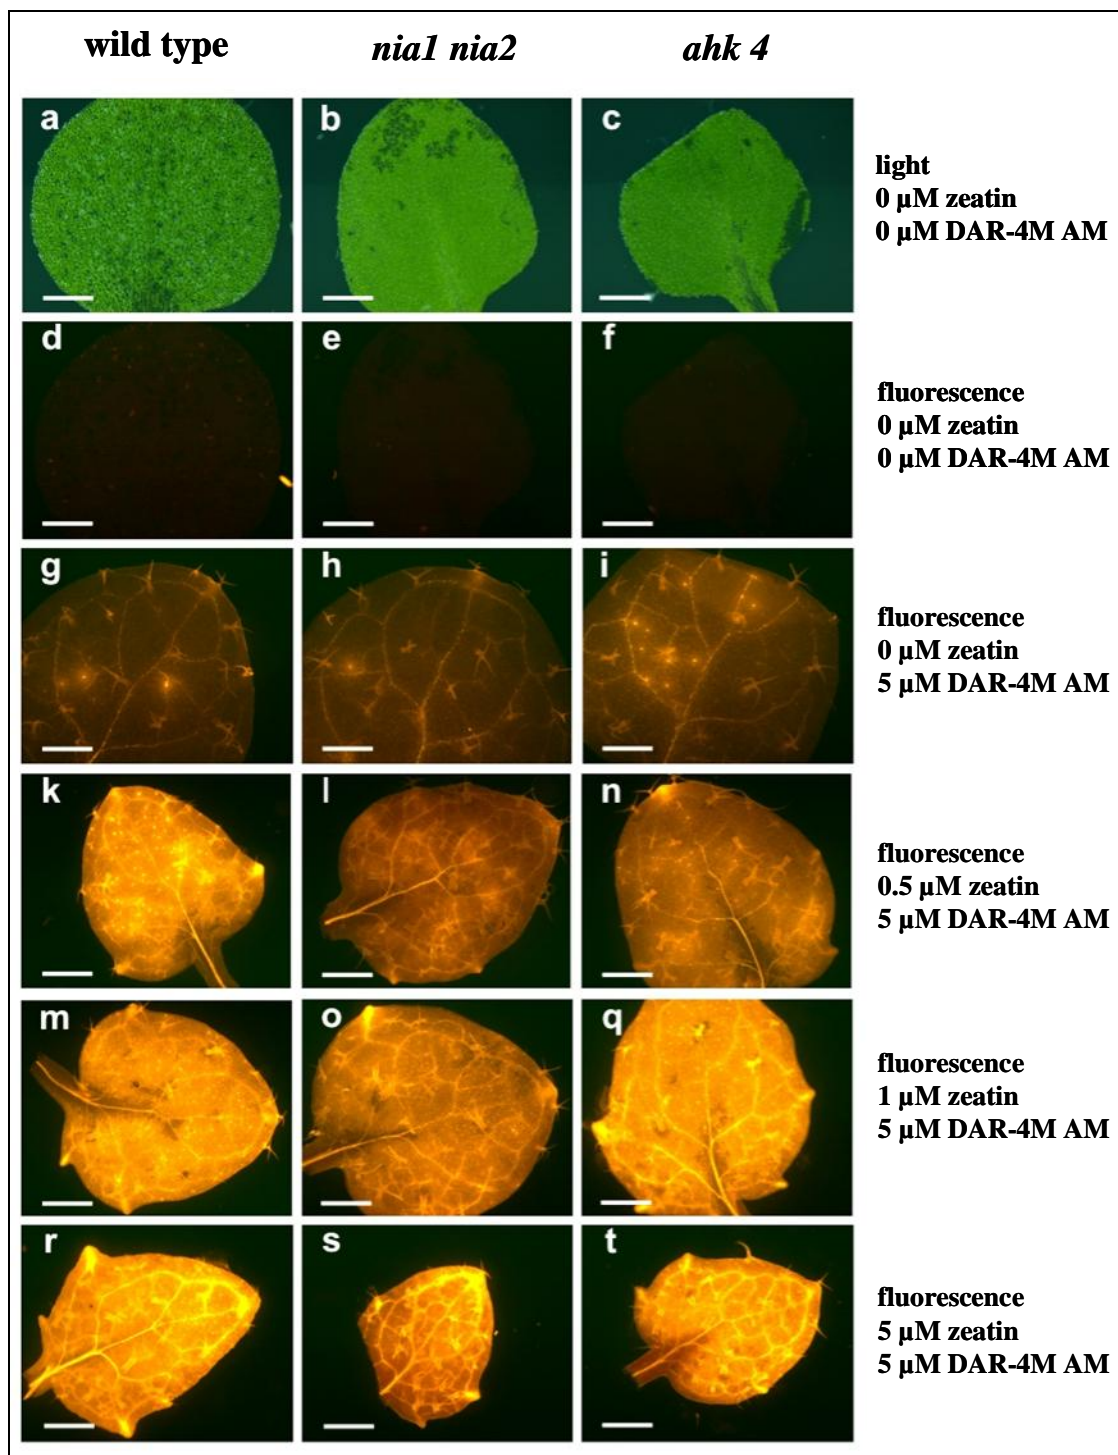 wild type nia1 nia2 ahk 4
a b c
light
0 µM zeatin
0 µM DAR-4M AM
d e f
fluorescence
0 µM zeatin
0 µM DAR-4M AM
g h i
fluorescence
0 µM zeatin
5 µM DAR-4M AM
k l n
fluorescence
0.5 µM zeatin
5 µM DAR-4M AM
m o q
fluorescence
1 µM zeatin
5 µM DAR-4M AM
r s t
fluorescence
5 µM zeatin
5 µM DAR-4M AM